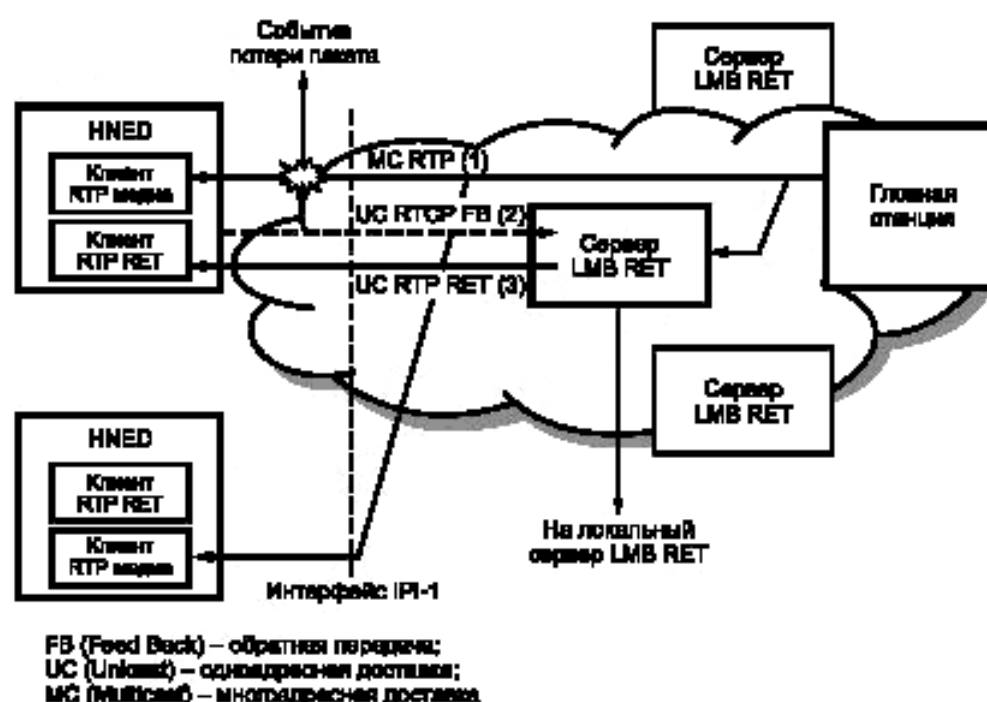 Событие
потери пакета
Сервер
LMB RET
HNED
Клиент
RTP медиа
Клиент
RTP RET
MC RTP (1)
UC RTCP FB (2)
UC RTP RET (3)
Сервер
LMB RET
Головная
станция
Сервер
LMB RET
HNED
Клиент
RTP RET
Клиент
RTP медиа
На локальный
сервер LMB RET
Интерфейс IPI-1
FB (Feed Back) – обратная передача;
UC (Unicast) – одноадресная доставка;
MC (Multicast) – многоадресная доставка